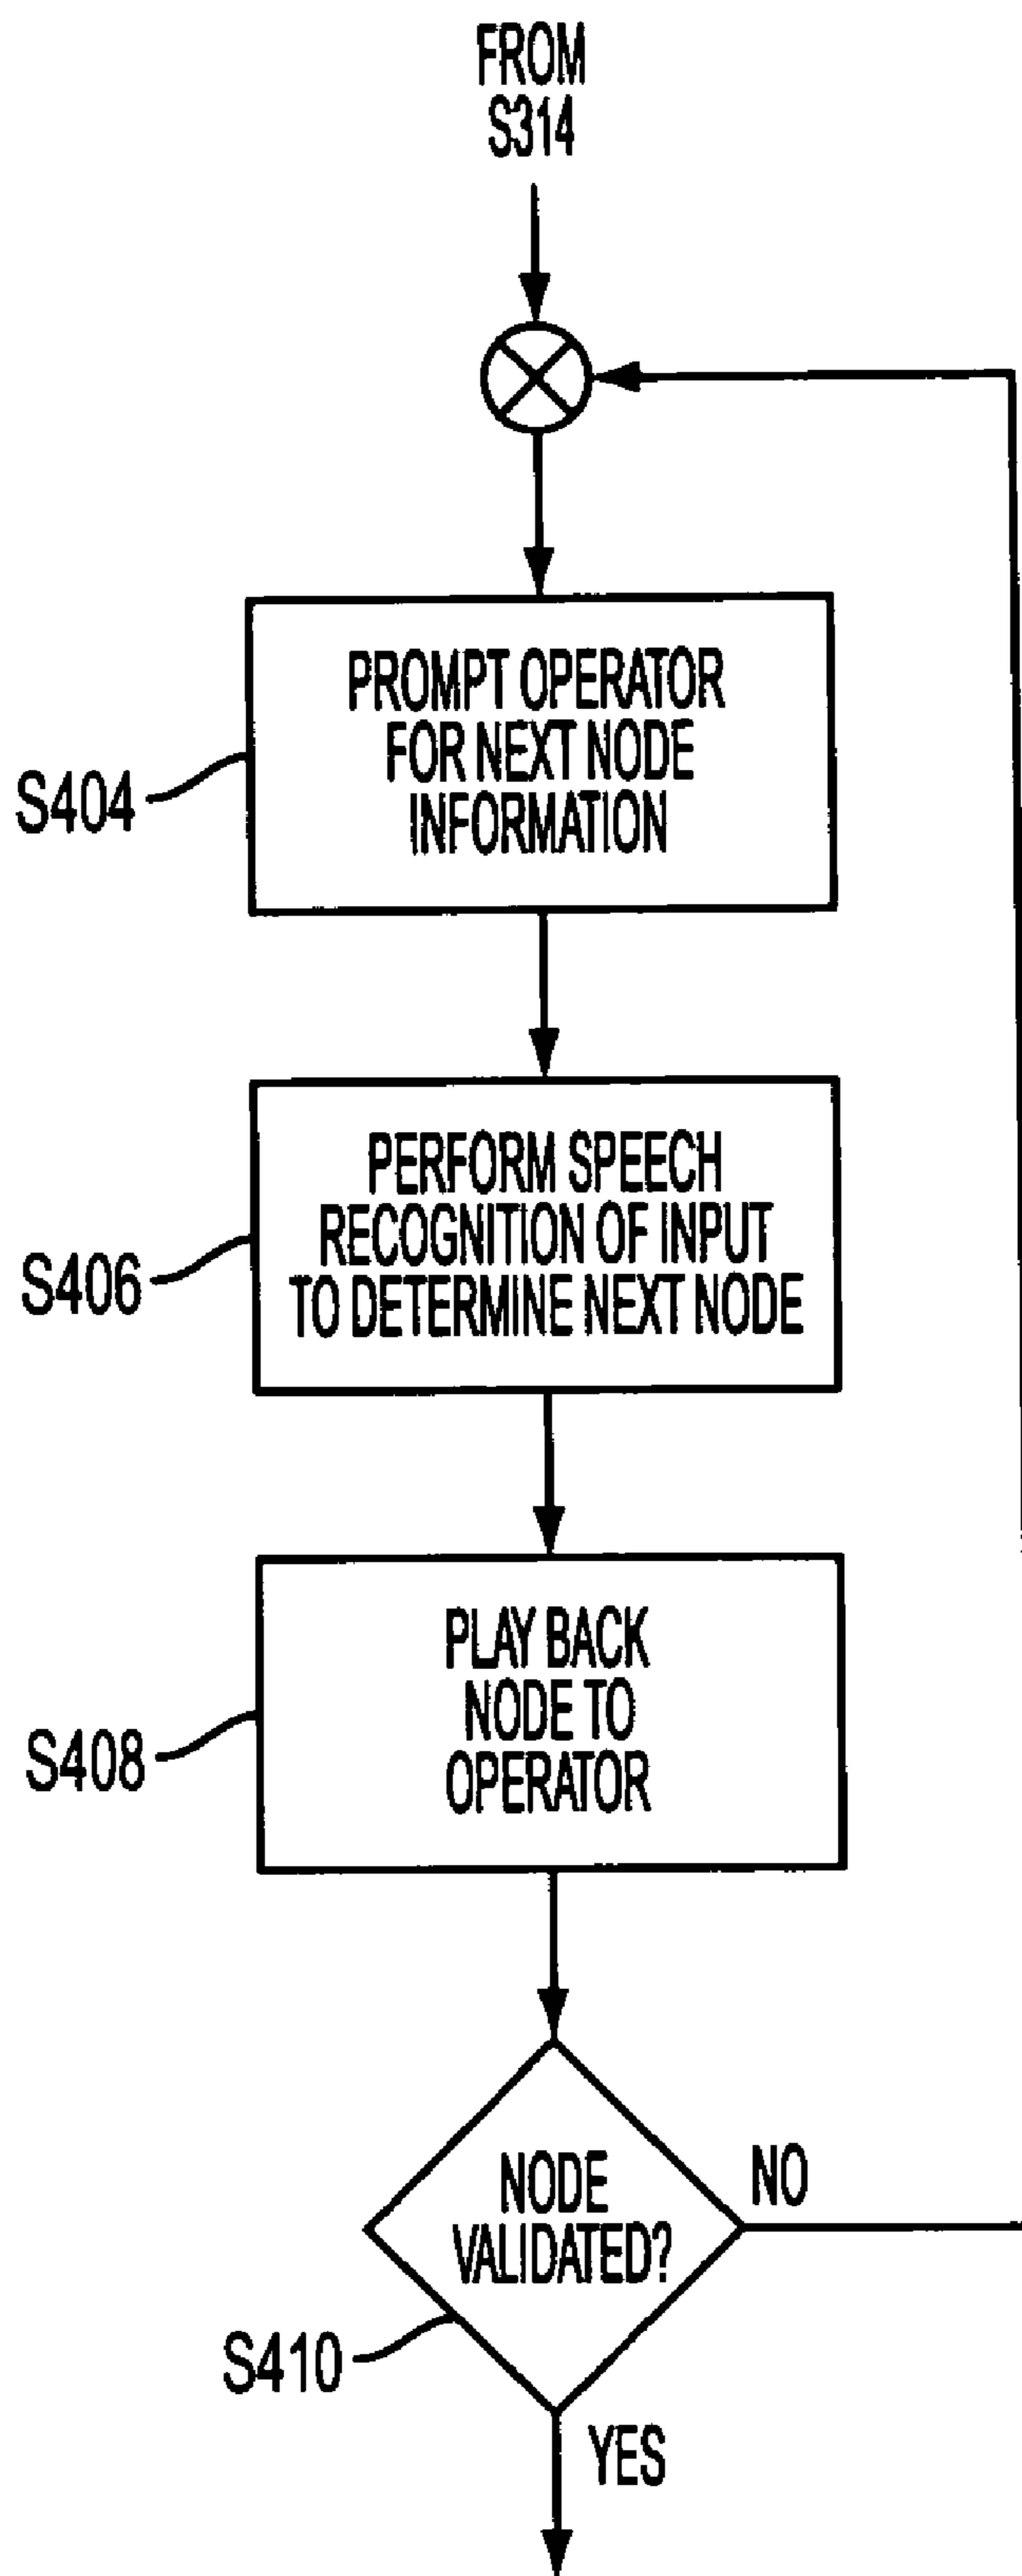 FROM
S314
PROMPT OPERATOR
FOR NEXT NODE
INFORMATION
S404
PERFORM SPEECH
RECOGNITION OF INPUT
TO DETERMINE NEXT NODE
S406
PLAY BACK
NODE TO
OPERATOR
S408
NODE
VALIDATED?
NO
S410
YES